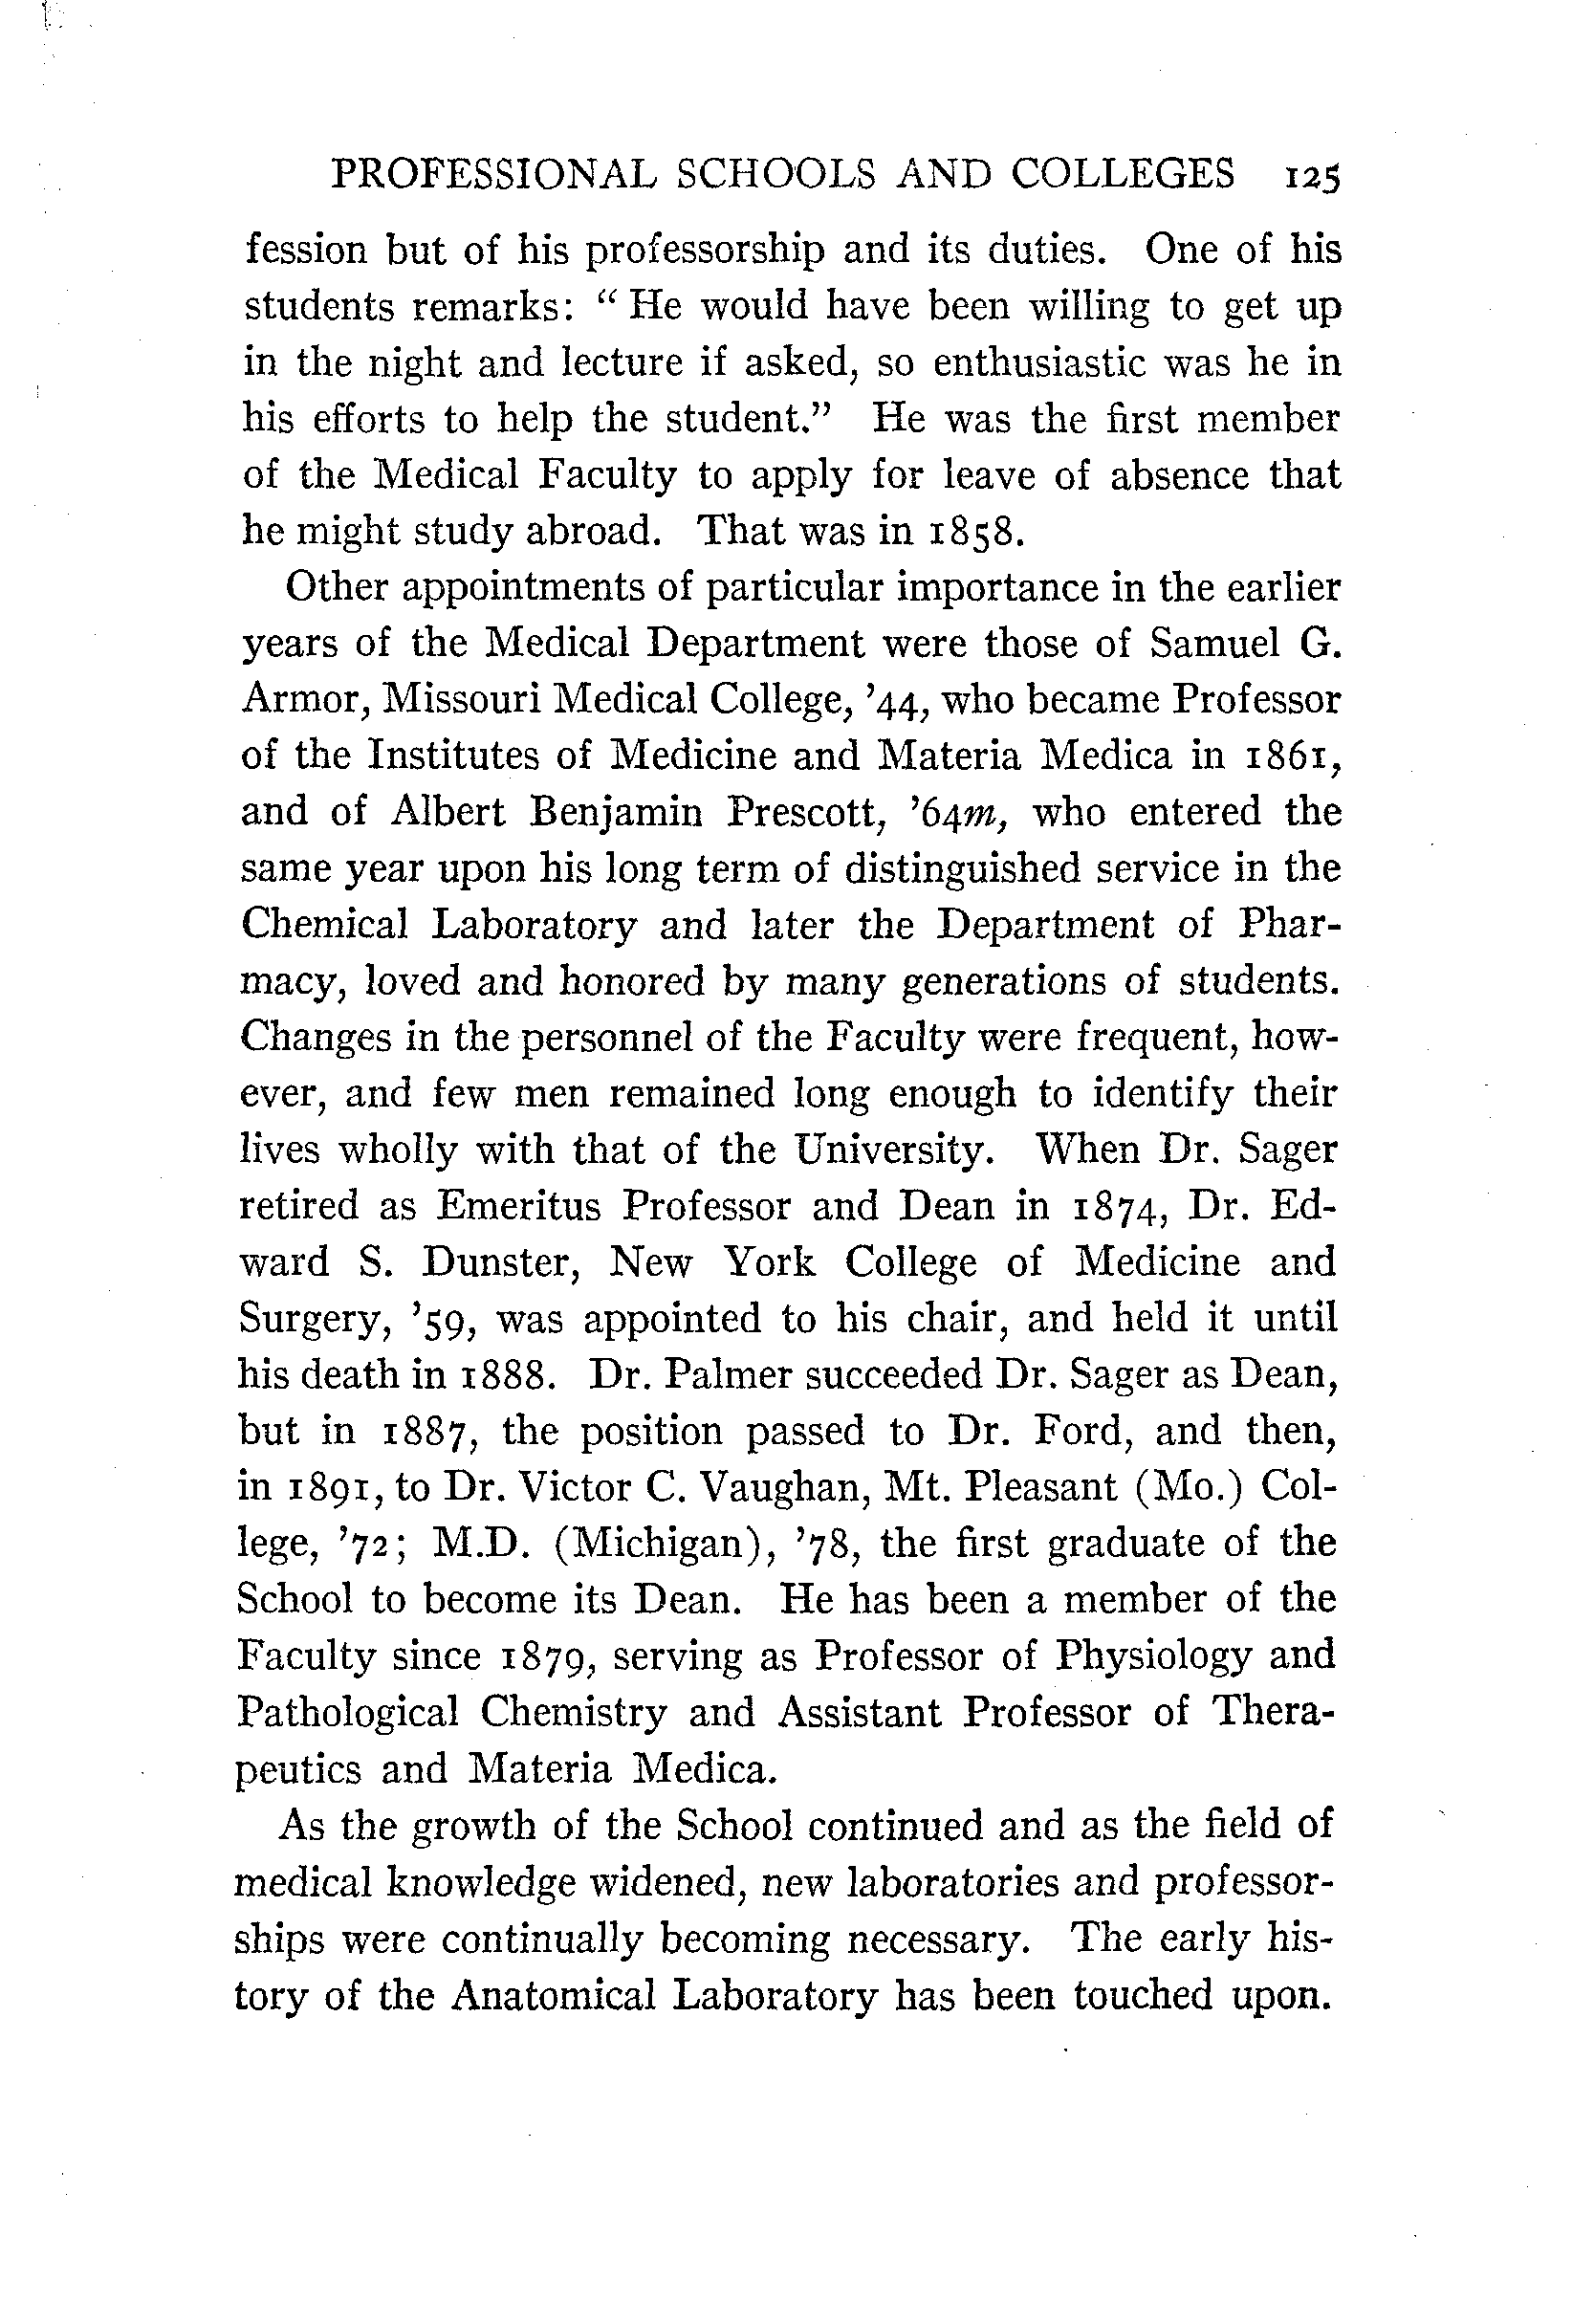 PROFESSIONAL SCHOOLS AND COLLEGES 125
fession but of his professorship and its duties. One of his
students remarks: “ He would have been willing to get up
in the night and lecture if asked, so enthusiastic was he in
his efforts to help the student.” He was the first member
of the Medical Faculty to apply for leave of absence that
he might study abroad. That was in 1858.
Other appointments of particular importance in the earlier
years of the Medical Department were those of Samuel G.
Armor, Missouri Medical College, ’44, who became Professor
of the Institutes of Medicine and Materia Medica in 1861,
and of Albert Benjamin Prescott, ’64m, who entered the
same year upon his long term of distinguished service in the
Chemical Laboratory and later the Department of Phar-
macy, loved and honored by many generations of students.
Changes in the personnel of the Faculty were frequent, how-
ever, and few men remained long enough to identify their
lives wholly with that of the University. When Dr. Sager
retired as Emeritus Professor and Dean in 1874, Dr. Ed-
ward S. Dunster, New York College of Medicine and
Surgery, ’59, was appointed to his chair, and held it until
his death in 1888. Dr. Palmer succeeded Dr. Sager as Dean,
but in 1887, the position passed to Dr. Ford, and then,
in 1891, to Dr. Victor C. Vaughan, Mt. Pleasant (Mo.) Col-
lege, ’72; M.D. (Michigan), ’78, the first graduate of the
School to become its Dean. He has been a member of the
Faculty since 1879, serving as Professor of Physiology and
Pathological Chemistry and Assistant Professor of Thera-
peutics and Materia Medica.
As the growth of the School continued and as the field of
medical knowledge widened, new laboratories and professor-
ships were continually becoming necessary. The early his-
tory of the Anatomical Laboratory has been touched upon.